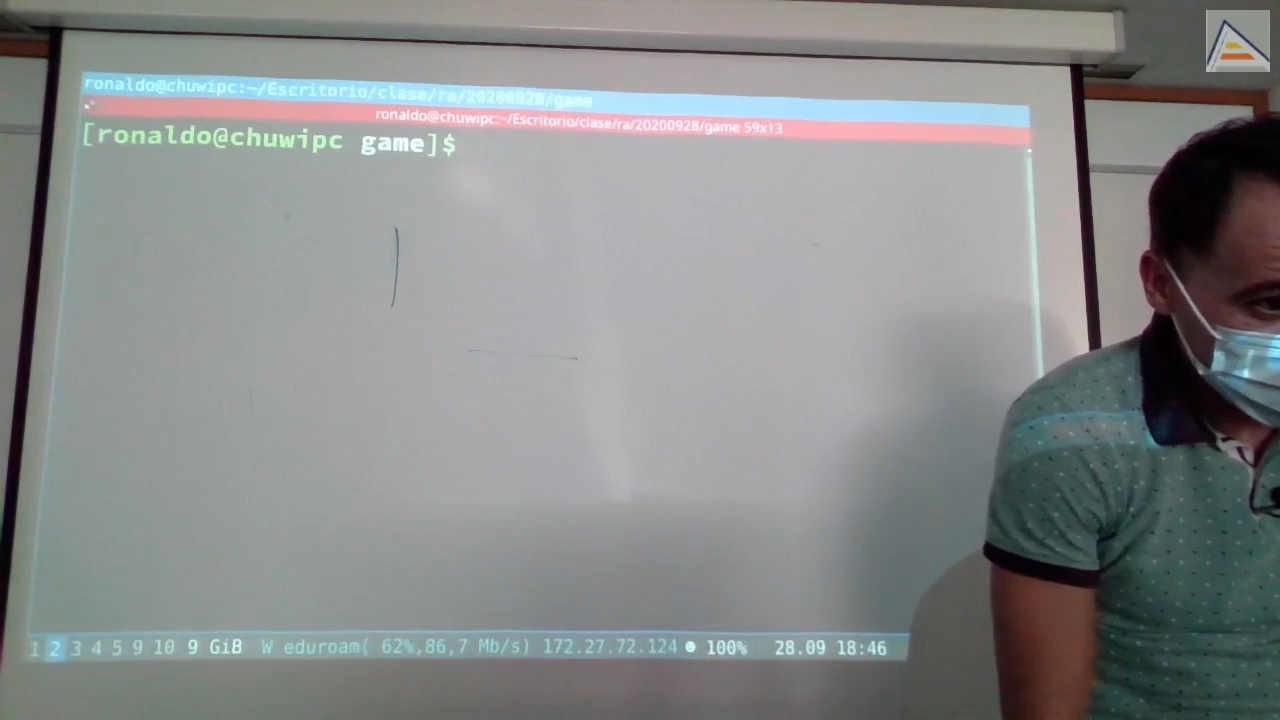 ronaldo@chuwipc:~/Escritorio/clase/ra/20200928/game
ronaldo@chuwipc:~/Escritorio/clase/ra/20200928/game 59x13
[ronaldo@chuwipc game]$
1 2 3 4 5 9 10 9 GiB W eduroam( 62%,86,7 Mb/s) 172.27.72.124 100% 28.09 18:46